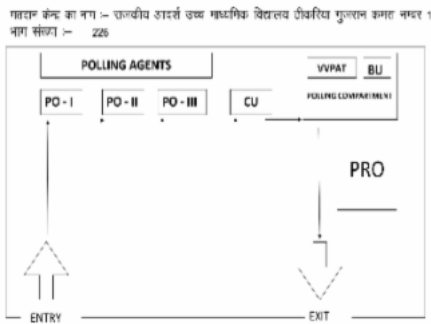 मतदान केन्द्र का नाम :- राजकीय आदर्श उच्च माध्यमिक विद्यालय टीकरिया गुजरान कमरा नम्बर 1
भाग संख्या :- 226
POLLING AGENTS
VVPAT BU
POLLING COMPARTMENT
PO - I PO - II PO - III CU
PRO
ENTRY EXIT